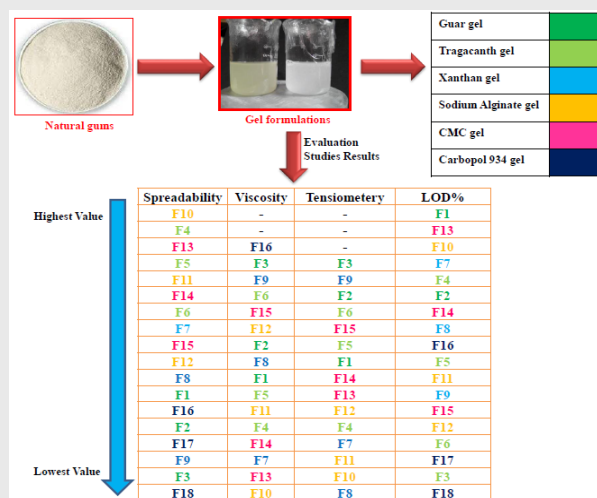 Natural gums
Gel formulations
Guar gel
Tragacanth gel
Xanthan gel
Sodium Alginate gel
CMC gel
Carbopol 934 gel
Evaluation
Studies Results
Highest Value
Lowest Value
Spreadability Viscosity Tensiometery LOD%
F10 - - F1
F4 - - F13
F13 F16 - F10
F5 F3 F3 F7
F11 F9 F9 F4
F14 F6 F2 F2
F6 F15 F6 F14
F7 F12 F15 F8
F15 F2 F5 F16
F12 F8 F1 F5
F8 F1 F14 F11
F1 F5 F13 F9
F16 F11 F12 F15
F2 F4 F4 F12
F17 F14 F7 F6
F9 F7 F11 F17
F3 F13 F10 F3
F18 F10 F8 F18